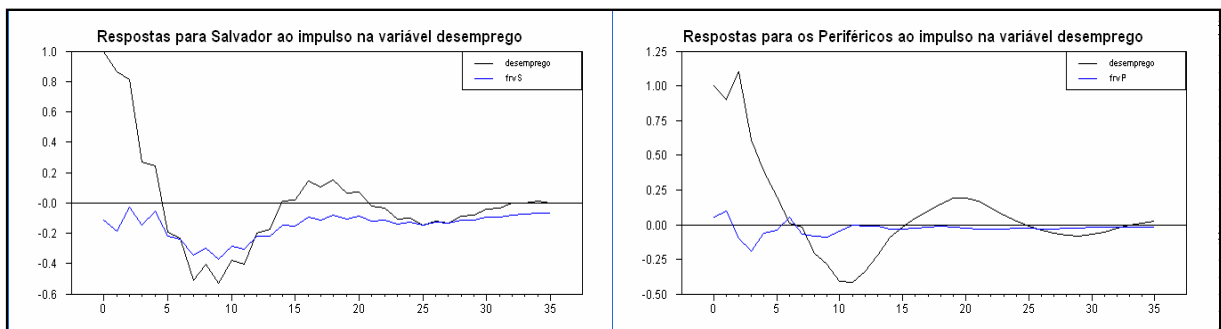 Respostas para Salvador ao impulso na variável desemprego
desemprego
frvS
1.0
0.8
0.6
0.4
0.2
-0.0
-0.2
-0.4
-0.6
0 5 10 15 20 25 30 35
Respostas para os Periféricos ao impulso na variável desemprego
desemprego
frvP
1.25
1.00
0.75
0.50
0.25
0.00
-0.25
-0.50
0 5 10 15 20 25 30 35